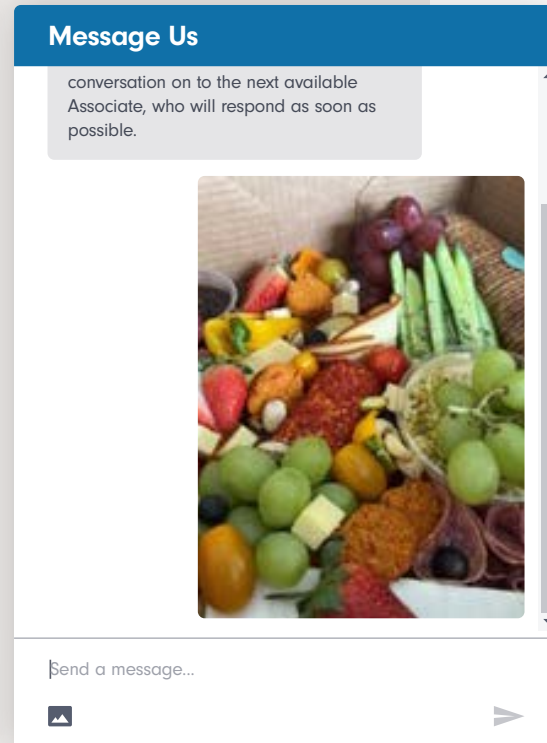 Message Us
conversation on to the next available
Associate, who will respond as soon as
possible.
Send a message...